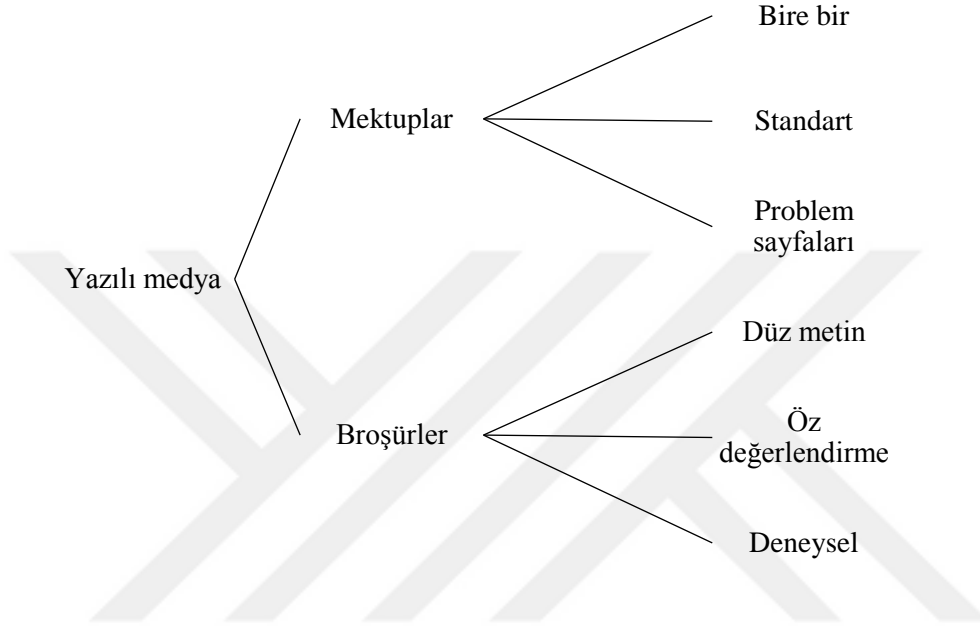 Bire bir
Mektuplar
Standart
Problem
sayfaları
Yazılı medya
Düz metin
Broşürler
Öz
değerlendirme
Deneysel